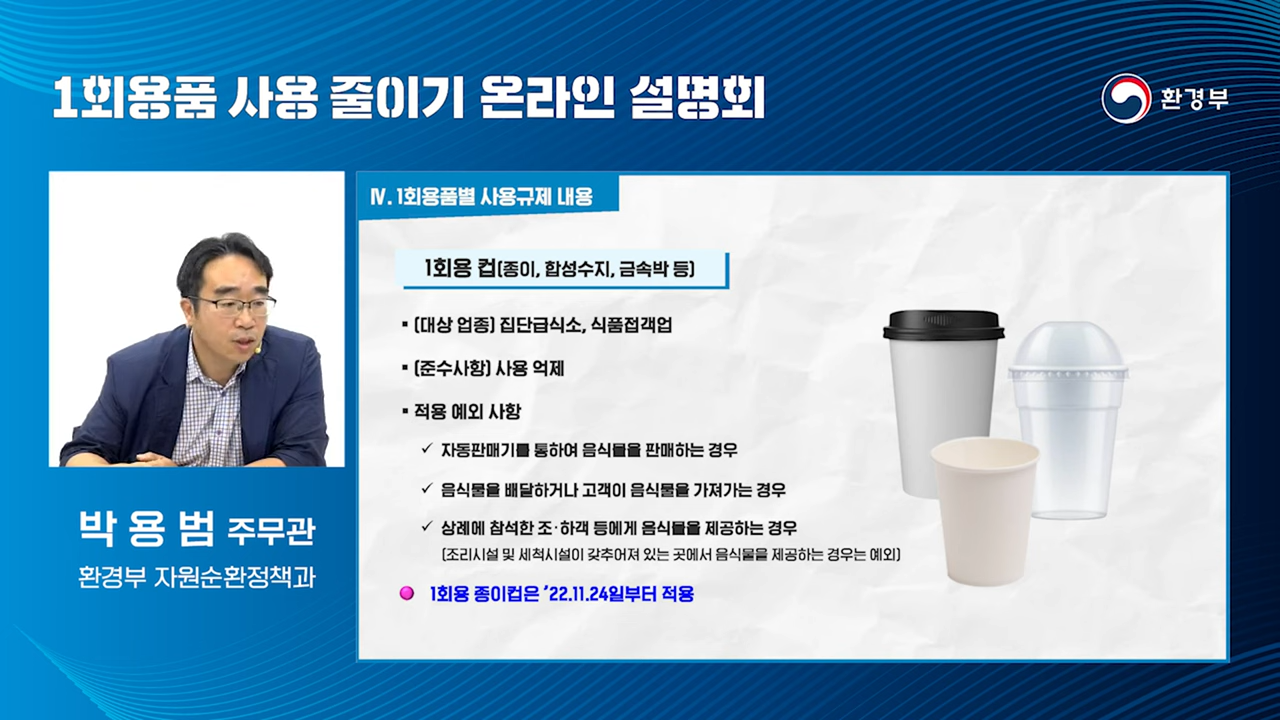 1회용품 사용 줄이기 온라인 설명회
환경부
Ⅳ. 1회용품별 사용규제 내용
1회용 컵(종이, 합성수지, 금속박 등)
▪ (대상 업종) 집단급식소, 식품접객업
▪ (준수사항) 사용 억제
▪ 적용 예외 사항
✓ 자동판매기를 통하여 음식물을 판매하는 경우
✓ 음식물을 배달하거나 고객이 음식물을 가져가는 경우
✓ 상례에 참석한 조·하객 등에게 음식물을 제공하는 경우
(조리시설 및 세척시설이 갖추어져 있는 곳에서 음식물을 제공하는 경우는 예외)
1회용 종이컵은 ’22.11.24일부터 적용
박용범 주무관
환경부 자원순환정책과